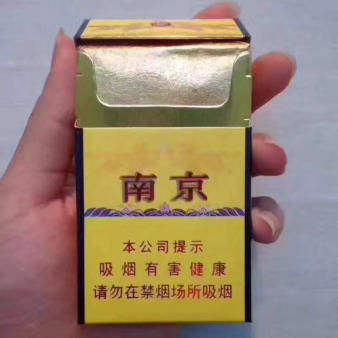 南京
本公司提示
吸烟有害健康
请勿在禁烟场所吸烟